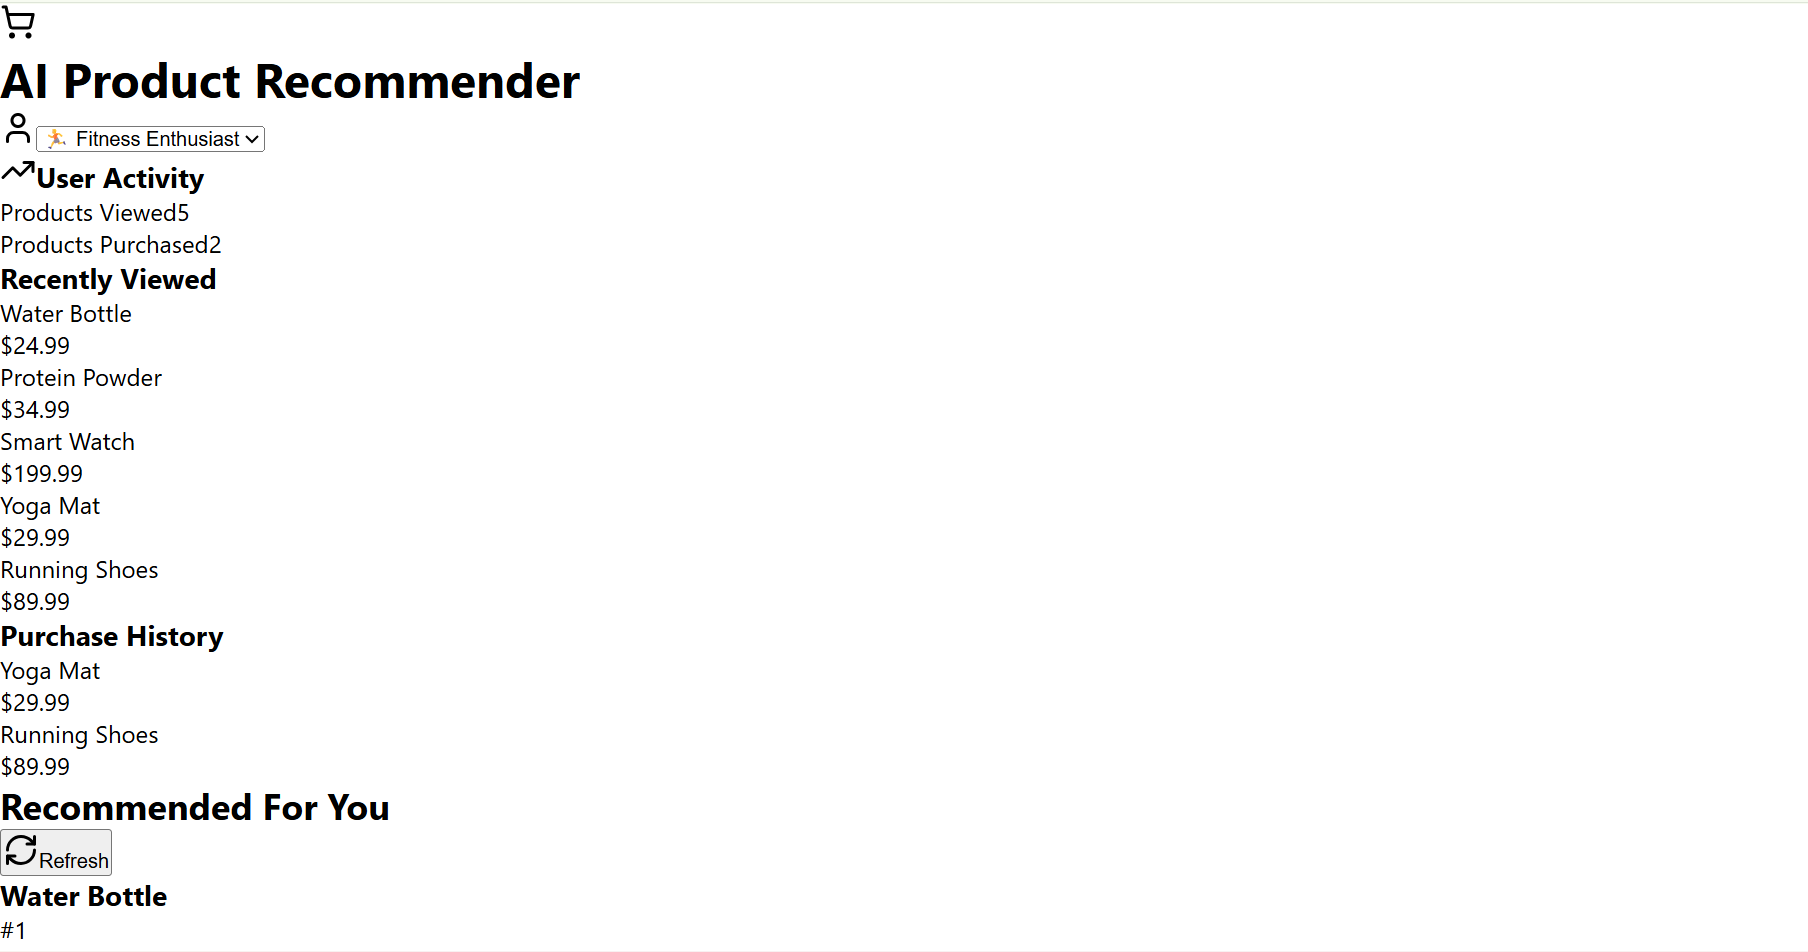 AI Product Recommender
🏃 Fitness Enthusiast
User Activity
Products Viewed5
Products Purchased2
Recently Viewed
Water Bottle
$24.99
Protein Powder
$34.99
Smart Watch
$199.99
Yoga Mat
$29.99
Running Shoes
$89.99
Purchase History
Yoga Mat
$29.99
Running Shoes
$89.99
Recommended For You
Refresh
Water Bottle
#1